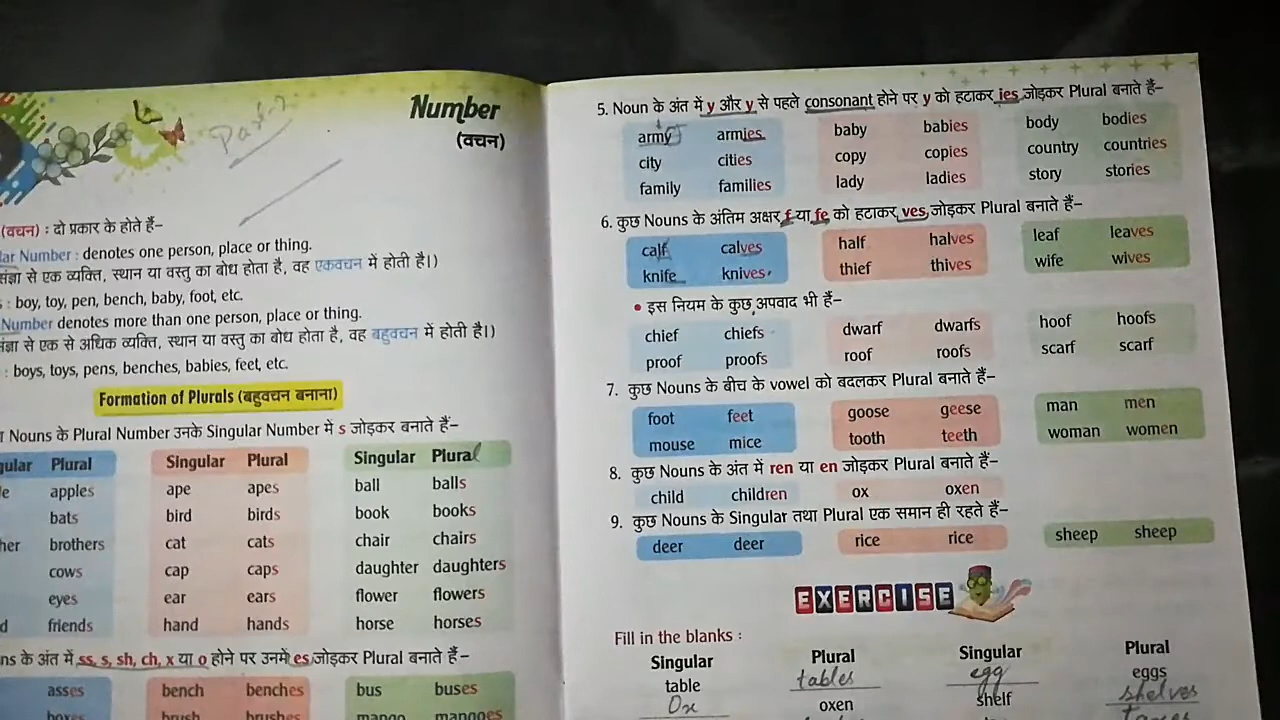 Number
(वचन)
Part-2
(वचन) : दो प्रकार के होते हैं–
lar Number : denotes one person, place or thing.
संज्ञा से एक व्यक्ति, स्थान या वस्तु का बोध होता है, वह एकवचन में होती है।)
: boy, toy, pen, bench, baby, foot, etc.
Number denotes more than one person, place or thing.
संज्ञा से एक से अधिक व्यक्ति, स्थान या वस्तु का बोध होता है, वह बहुवचन में होती है।)
: boys, toys, pens, benches, babies, feet, etc.
Formation of Plurals (बहुवचन बनाना)
Nouns के Plural Number उनके Singular Number में s जोड़कर बनाते हैं–
gular Plural Singular Plural Singular Plural
le apples ape apes ball balls
bats bird birds book books
her brothers cat cats chair chairs
cows cap caps daughter daughters
eyes ear ears flower flowers
d friends hand hands horse horses
ns के अंत में ss, s, sh, ch, x या o होने पर उनमें es जोड़कर Plural बनाते हैं–
asses bench benches bus buses
boxes brush brushes mango mangoes
5. Noun के अंत में y और y से पहले consonant होने पर y को हटाकर ies जोड़कर Plural बनाते हैं–
army armies baby babies body bodies
city cities copy copies country countries
family families lady ladies story stories
6. कुछ Nouns के अंतिम अक्षर f या fe को हटाकर ves जोड़कर Plural बनाते हैं–
calf calves half halves leaf leaves
knife knives thief thives wife wives
• इस नियम के कुछ अपवाद भी हैं–
chief chiefs dwarf dwarfs hoof hoofs
proof proofs roof roofs scarf scarf
7. कुछ Nouns के बीच के vowel को बदलकर Plural बनाते हैं–
foot feet goose geese man men
mouse mice tooth teeth woman women
8. कुछ Nouns के अंत में ren या en जोड़कर Plural बनाते हैं–
child children ox oxen
9. कुछ Nouns के Singular तथा Plural एक समान ही रहते हैं–
deer deer rice rice sheep sheep
EXERCISE
Fill in the blanks :
Singular Plural Singular Plural
table tables egg eggs
Ox oxen shelf shelves